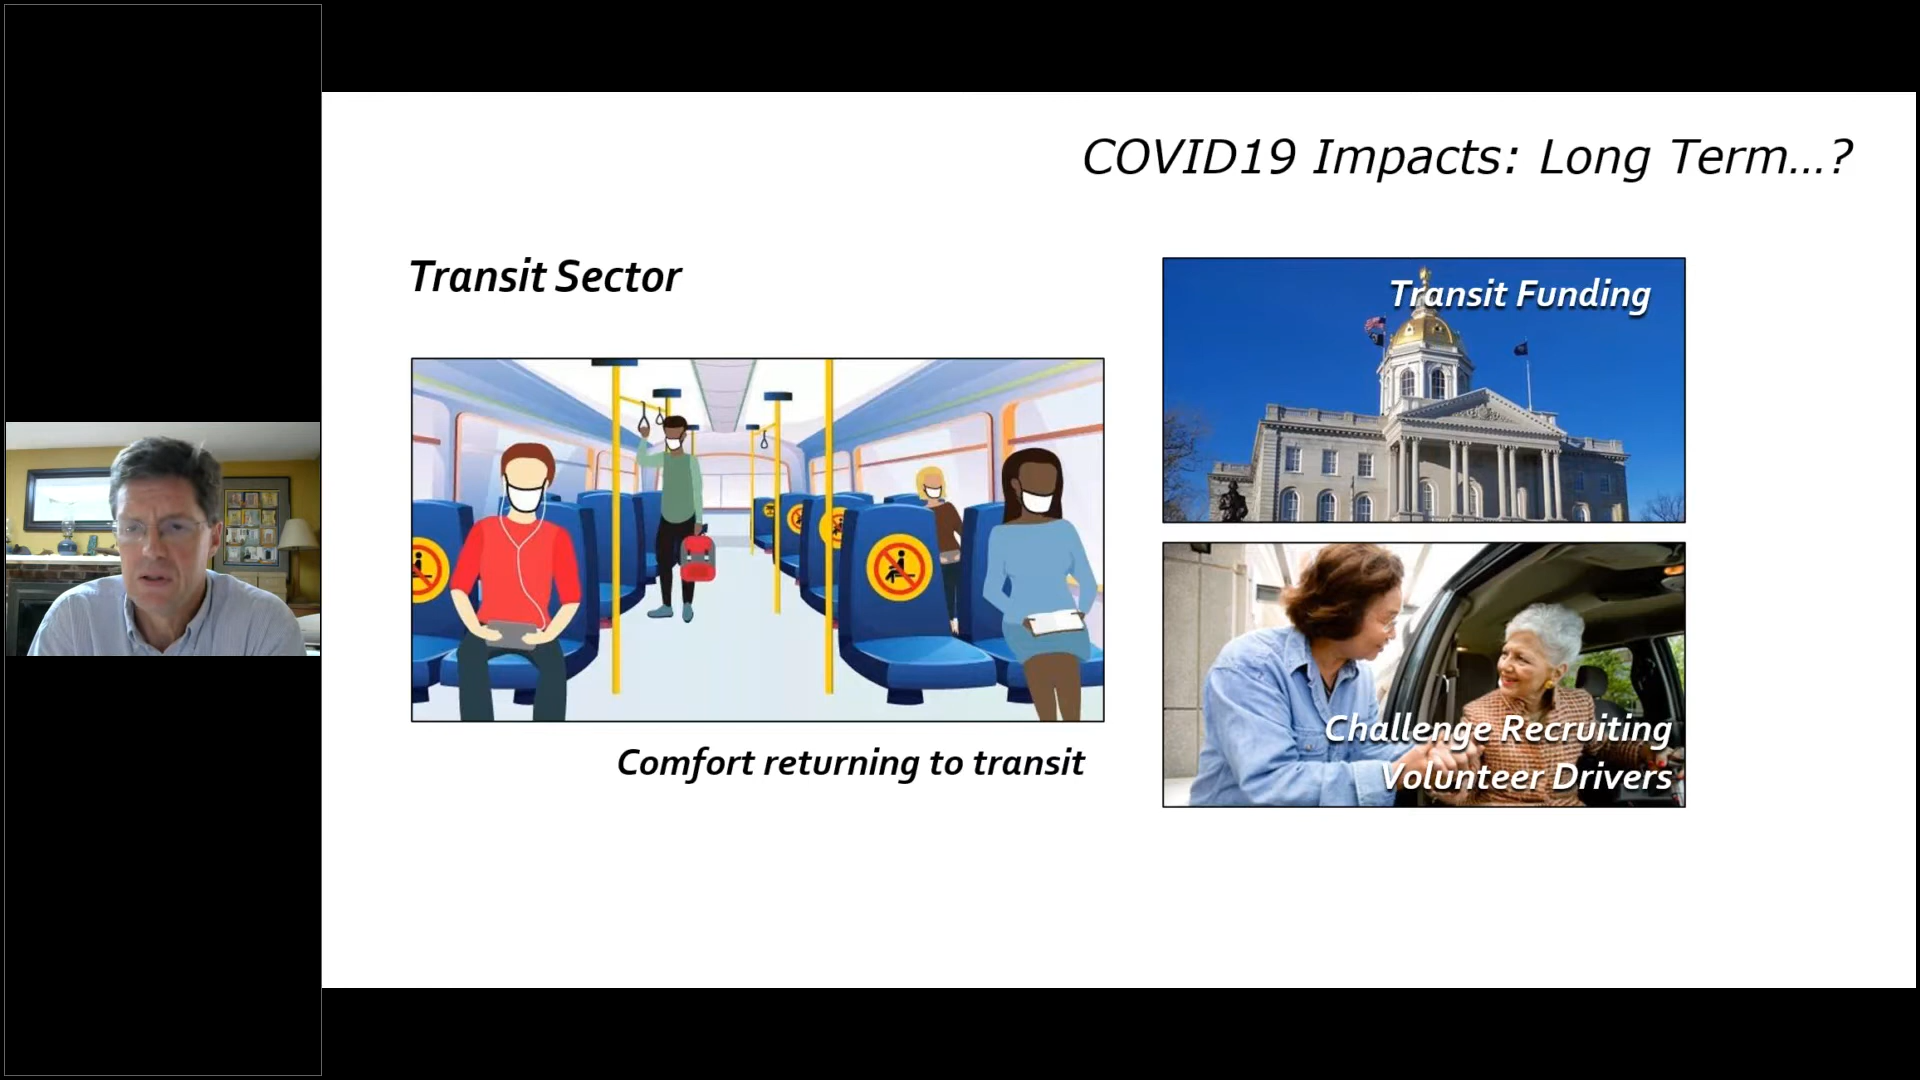 COVID19 Impacts: Long Term...?
Transit Sector
Transit Funding
Comfort returning to transit
Challenge Recruiting
Volunteer Drivers